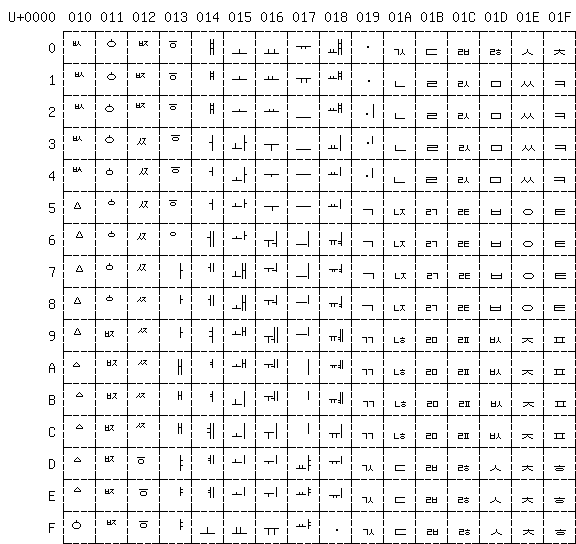 U+0000 010 011 012 013 014 015 016 017 018 019 01A 01B 01C 01D 01E 01F
0 ㅄ ㆁ ㅶ ㆆ ㅒ ㅗ ㅛ ㅠ ㆈ ㆍ ㄳ ㄷ ㄼ ㅀ ㅅ ㅊ
1 ㅄ ㆁ ㅶ ㆆ ㅒ ㅗ ㅛ ㅠ ㆈ ㆍ ㄴ ㄹ ㄽ ㅁ ㅆ ㅋ
2 ㅄ ㆁ ㅶ ㆆ ㅒ ㅗ ㅛ ㅡ ㆈ ㆎ ㄴ ㄹ ㄽ ㅁ ㅆ ㅋ
3 ㅄ ㆁ ㅾ ㆆ ㅓ ㅘ ㅜ ㅡ ㆉ ㆎ ㄴ ㄹ ㄽ ㅁ ㅆ ㅋ
4 ㅄ ㆁ ㅾ ㆆ ㅓ ㅘ ㅜ ㅡ ㆉ ㆎ ㄴ ㄹ ㄽ ㅁ ㅆ ㅋ
5 ㅿ ㆁ ㅾ ㆆ ㅓ ㅘ ㅜ ㅡ ㆉ ㄱ ㄵ ㄺ ㄾ ㅂ ㅇ ㅌ
6 ㅿ ㆁ ㅾ ㆆ ㅔ ㅘ ㅝ ㅢ ㆊ ㄱ ㄵ ㄺ ㄾ ㅂ ㅇ ㅌ
7 ㅿ ㆁ ㅾ ㅏ ㅔ ㅙ ㅝ ㅢ ㆊ ㄱ ㄵ ㄺ ㄾ ㅂ ㅇ ㅌ
8 ㅿ ㆁ ㅾ ㅏ ㅔ ㅙ ㅝ ㅢ ㆊ ㄱ ㄵ ㄺ ㄾ ㅂ ㅇ ㅌ
9 ㅿ ㅶ ㅾ ㅏ ㅕ ㅙ ㅞ ㅢ ㆋ ㄲ ㄶ ㄻ ㄿ ㅄ ㅈ ㅍ
A ㅿ ㅶ ㅾ ㅐ ㅕ ㅙ ㅞ ㅣ ㆋ ㄲ ㄶ ㄻ ㄿ ㅄ ㅈ ㅍ
B ㅿ ㅶ ㅾ ㅐ ㅕ ㅚ ㅣ ㆋ ㄲ ㄶ ㄻ ㄿ ㅄ ㅈ ㅍ
C ㅿ ㅶ ㅾ ㅐ ㅖ ㅚ ㅟ ㅣ ㆋ ㄲ ㄶ ㄻ ㄿ ㅄ ㅈ ㅍ
D ㅿ ㅶ ㆆ ㅑ ㅖ ㅚ ㅟ ㆇ ㆌ ㄳ ㄷ ㄼ ㅀ ㅅ ㅊ ㅎ
E ㅿ ㅶ ㆆ ㅑ ㅖ ㅚ ㅟ ㆇ ㆌ ㄳ ㄷ ㄼ ㅀ ㅅ ㅊ ㅎ
F ㆁ ㅶ ㆆ ㅑ ㅗ ㅛ ㅠ ㆇ ㆍ ㄳ ㄷ ㄼ ㅀ ㅅ ㅊ ㅎ